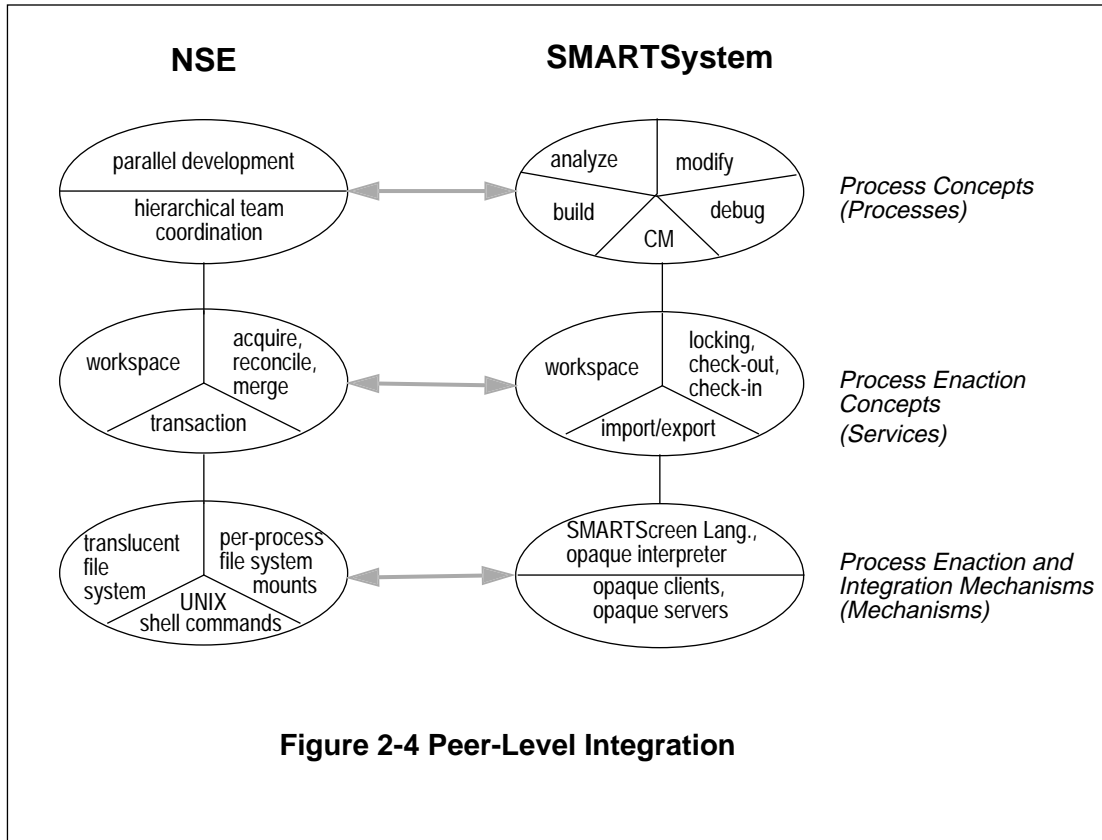 NSE
SMARTSystem
parallel development
hierarchical team
coordination
analyze
modify
build
debug
CM
Process Concepts
(Processes)
workspace
acquire,
reconcile,
merge
transaction
workspace
locking,
check-out,
check-in
import/export
Process Enaction
Concepts
(Services)
translucent
file
system
per-process
file system
mounts
UNIX
shell commands
SMARTScreen Lang.,
opaque interpreter
opaque clients,
opaque servers
Process Enaction and
Integration Mechanisms
(Mechanisms)
Figure 2-4 Peer-Level Integration